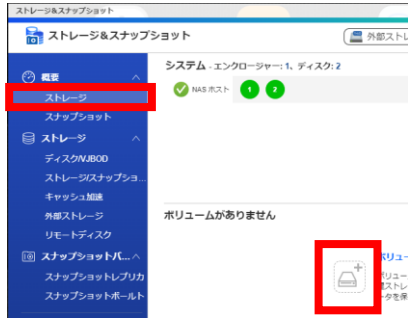 ストレージ&スナップショット
ストレージ&スナップショット
外部ストレ
システム - エンクロージャー: 1、ディスク: 2
NAS ホスト 1 2
概要
ストレージ
スナップショット
ストレージ
ディスク/VJBOD
ストレージ/スナップショ...
キャッシュ加速
外部ストレージ
リモートディスク
スナップショットバ...
スナップショットレプリカ
スナップショットボールト
ボリュームがありません
ボリュー
ボリュー
ータを保